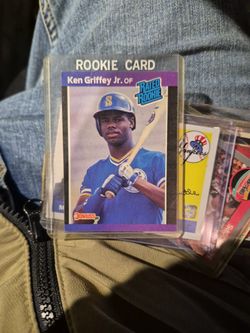 ROOKIE CARD
Ken Griffey Jr. OF
RATED
ROOKIE
S
DONRUSS